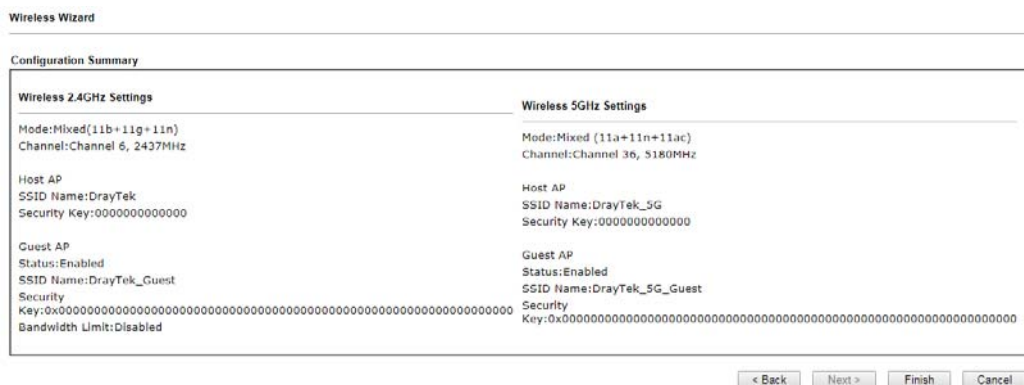 Wireless Wizard
Configuration Summary
Wireless 2.4GHz Settings
Mode:Mixed(11b+11g+11n)
Channel:Channel 6, 2437MHz
Host AP
SSID Name:DrayTek
Security Key:0000000000000
Guest AP
Status:Enabled
SSID Name:DrayTek_Guest
Security
Key:0x0000000000000000000000000000000000000000000000000000000000000000
Bandwidth Limit:Disabled
Wireless 5GHz Settings
Mode:Mixed (11a+11n+11ac)
Channel:Channel 36, 5180MHz
Host AP
SSID Name:DrayTek_5G
Security Key:0000000000000
Guest AP
Status:Enabled
SSID Name:DrayTek_5G_Guest
Security
Key:0x0000000000000000000000000000000000000000000000000000000000000000
< Back
Next >
Finish
Cancel